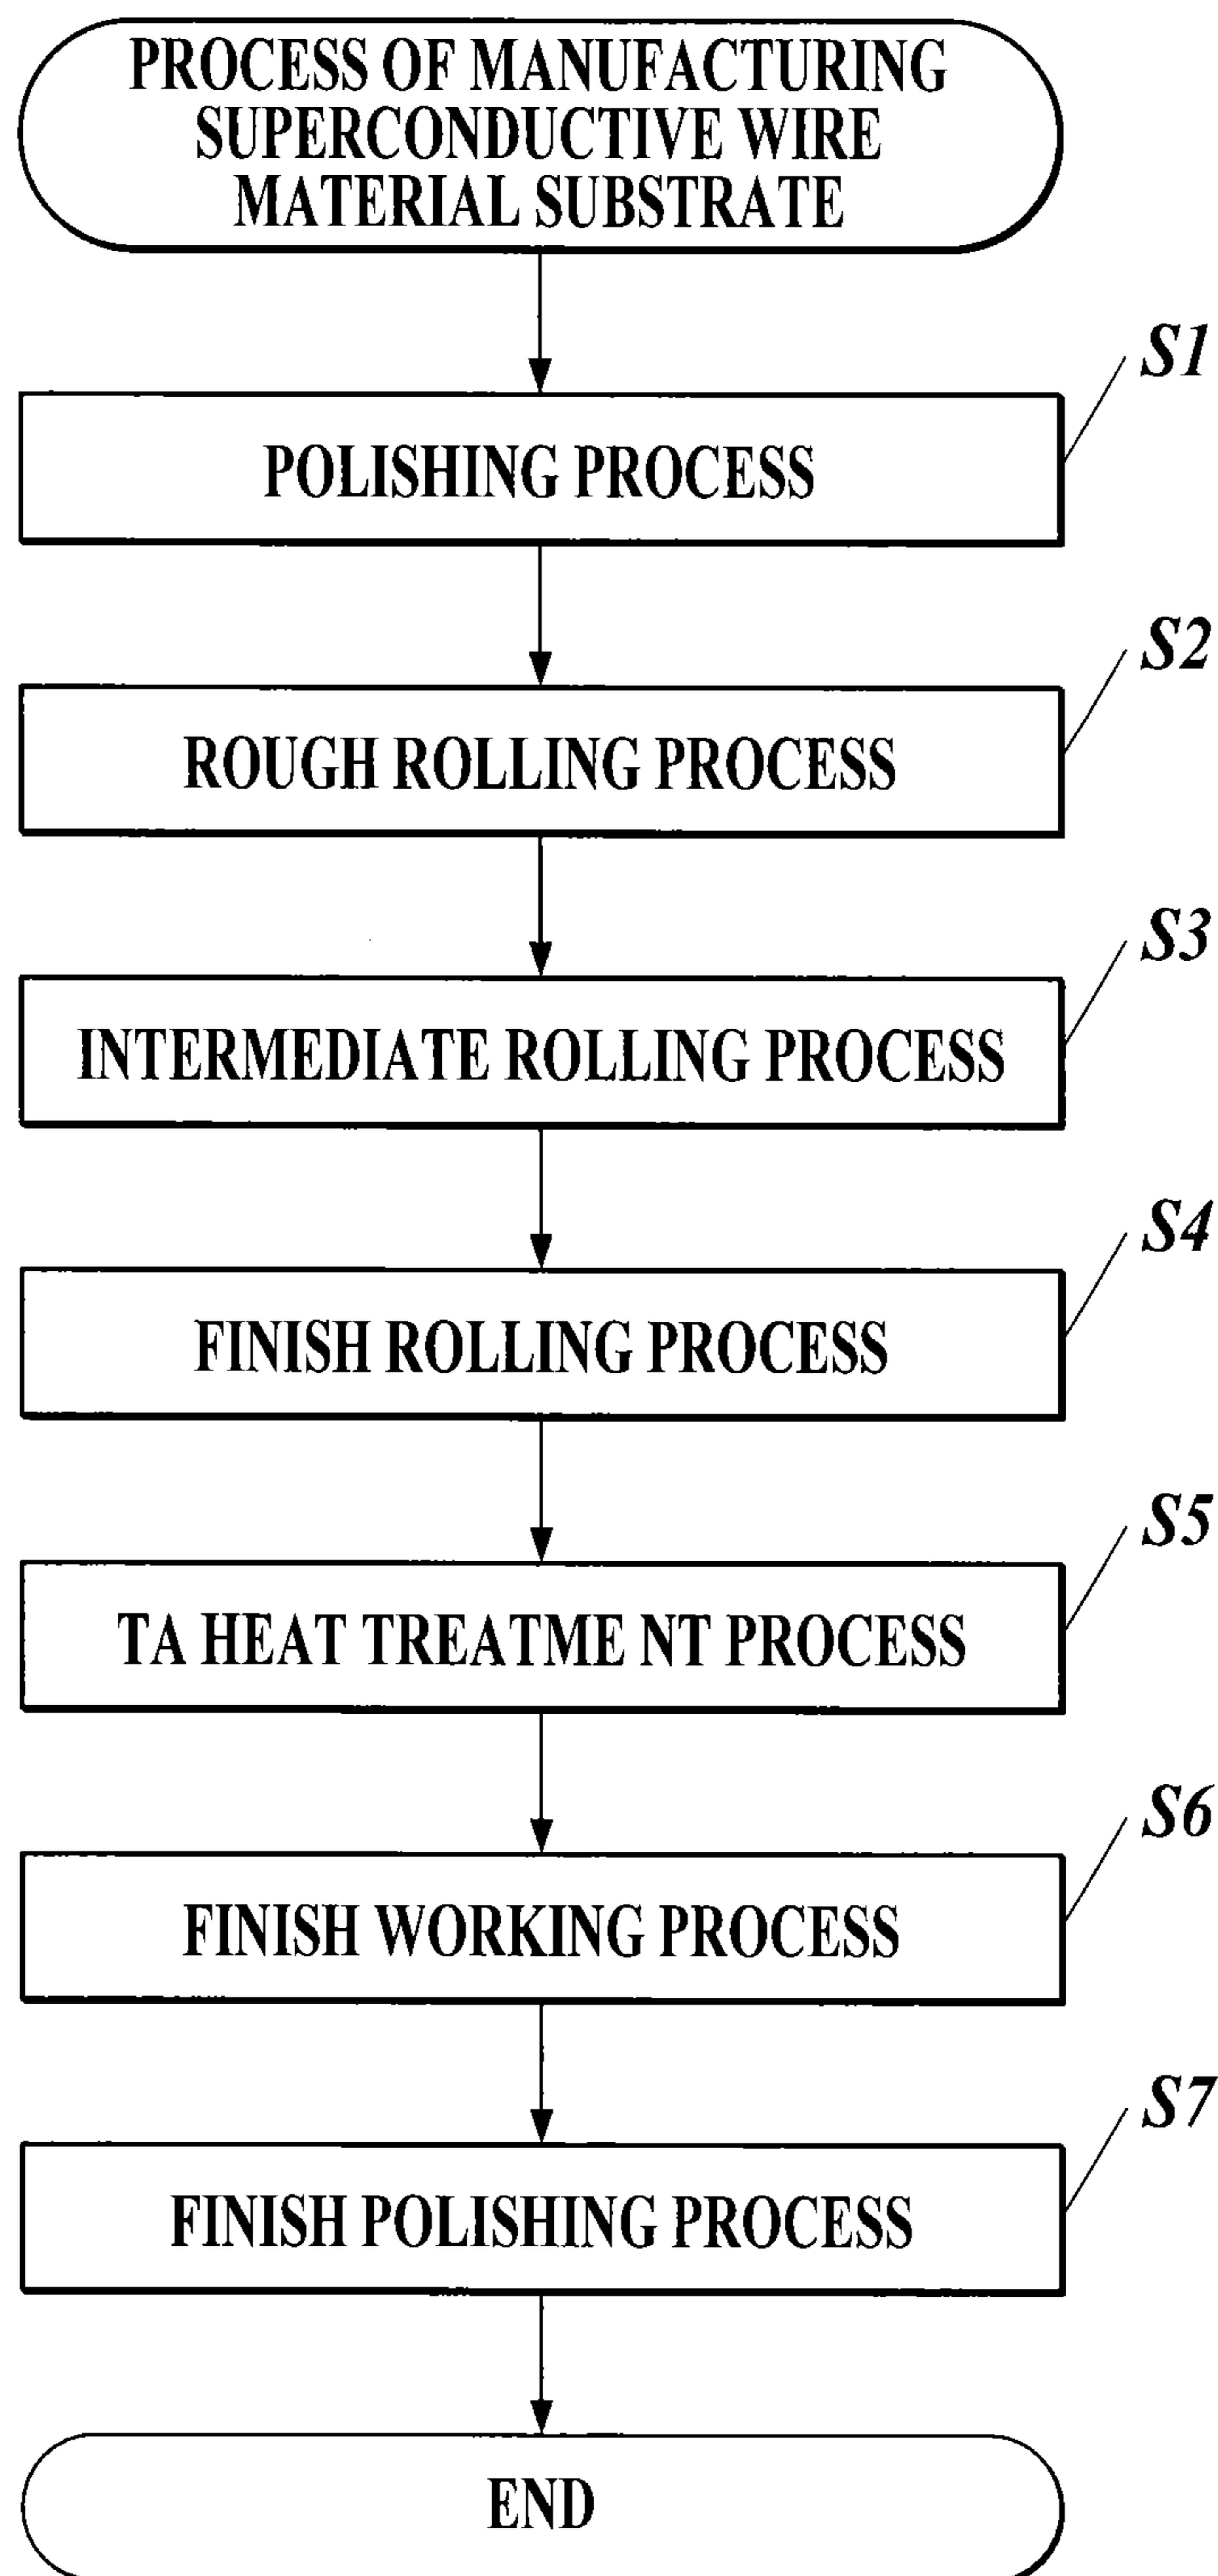 PROCESS OF MANUFACTURING
SUPERCONDUCTIVE WIRE
MATERIAL SUBSTRATE
S1
POLISHING PROCESS
S2
ROUGH ROLLING PROCESS
S3
INTERMEDIATE ROLLING PROCESS
S4
FINISH ROLLING PROCESS
S5
TA HEAT TREATME NT PROCESS
S6
FINISH WORKING PROCESS
S7
FINISH POLISHING PROCESS
END